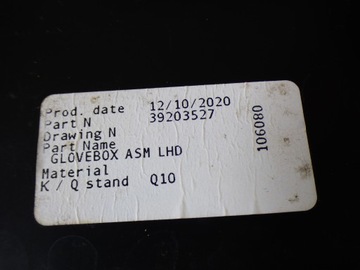 Prod. date 12/10/2020
Part N 39203527
Drawing N
Part Name
GLOVEBOX ASM LHD
Material
K / Q stand Q10
106080